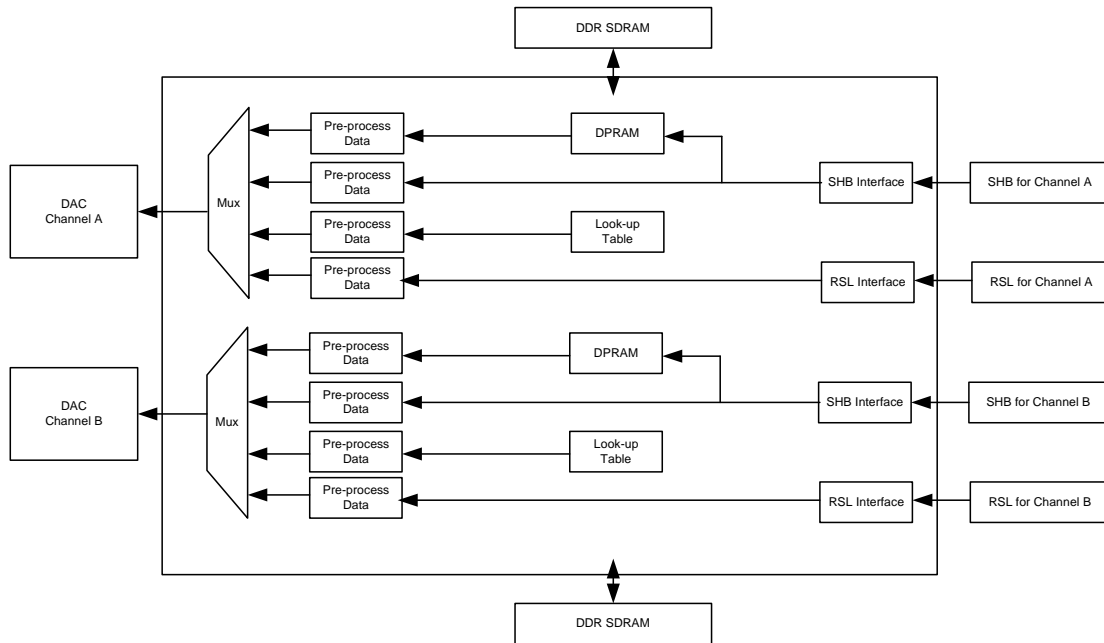 DDR SDRAM
Pre-process
Data
DPRAM
Pre-process
Data
SHB Interface
SHB for Channel A
DAC
Channel A
Mux
Pre-process
Data
Look-up
Table
Pre-process
Data
RSL Interface
RSL for Channel A
Pre-process
Data
DPRAM
Pre-process
Data
SHB Interface
SHB for Channel B
DAC
Channel B
Mux
Pre-process
Data
Look-up
Table
Pre-process
Data
RSL Interface
RSL for Channel B
DDR SDRAM